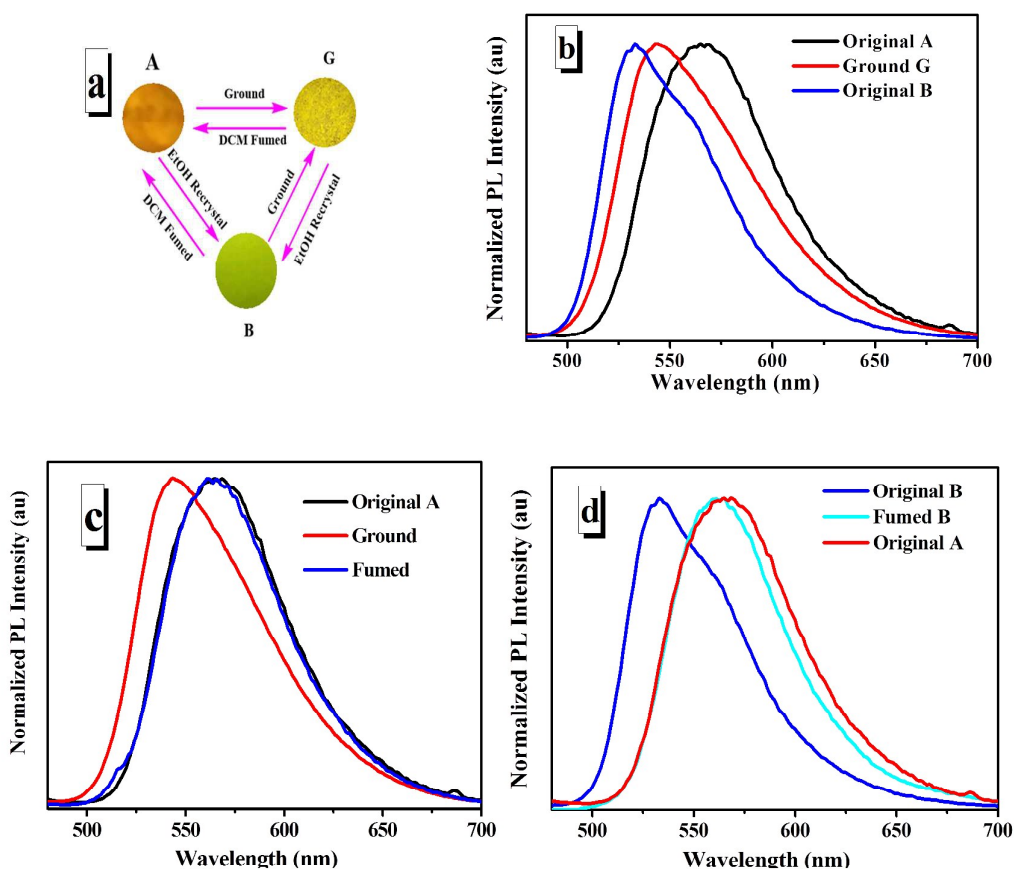 a
A
G
Ground
DCM Fumed
EtOH Recrystal
DCM Fumed
Ground
EtOH Recrystal
B
b
Original A
Ground G
Original B
Normalized PL Intensity (au)
500 550 600 650 700
Wavelength (nm)
c
Original A
Ground
Fumed
Normalized PL Intensity (au)
500 550 600 650 700
Wavelength (nm)
d
Original B
Fumed B
Original A
Normalized PL Intensity (au)
500 550 600 650 700
Wavelength (nm)